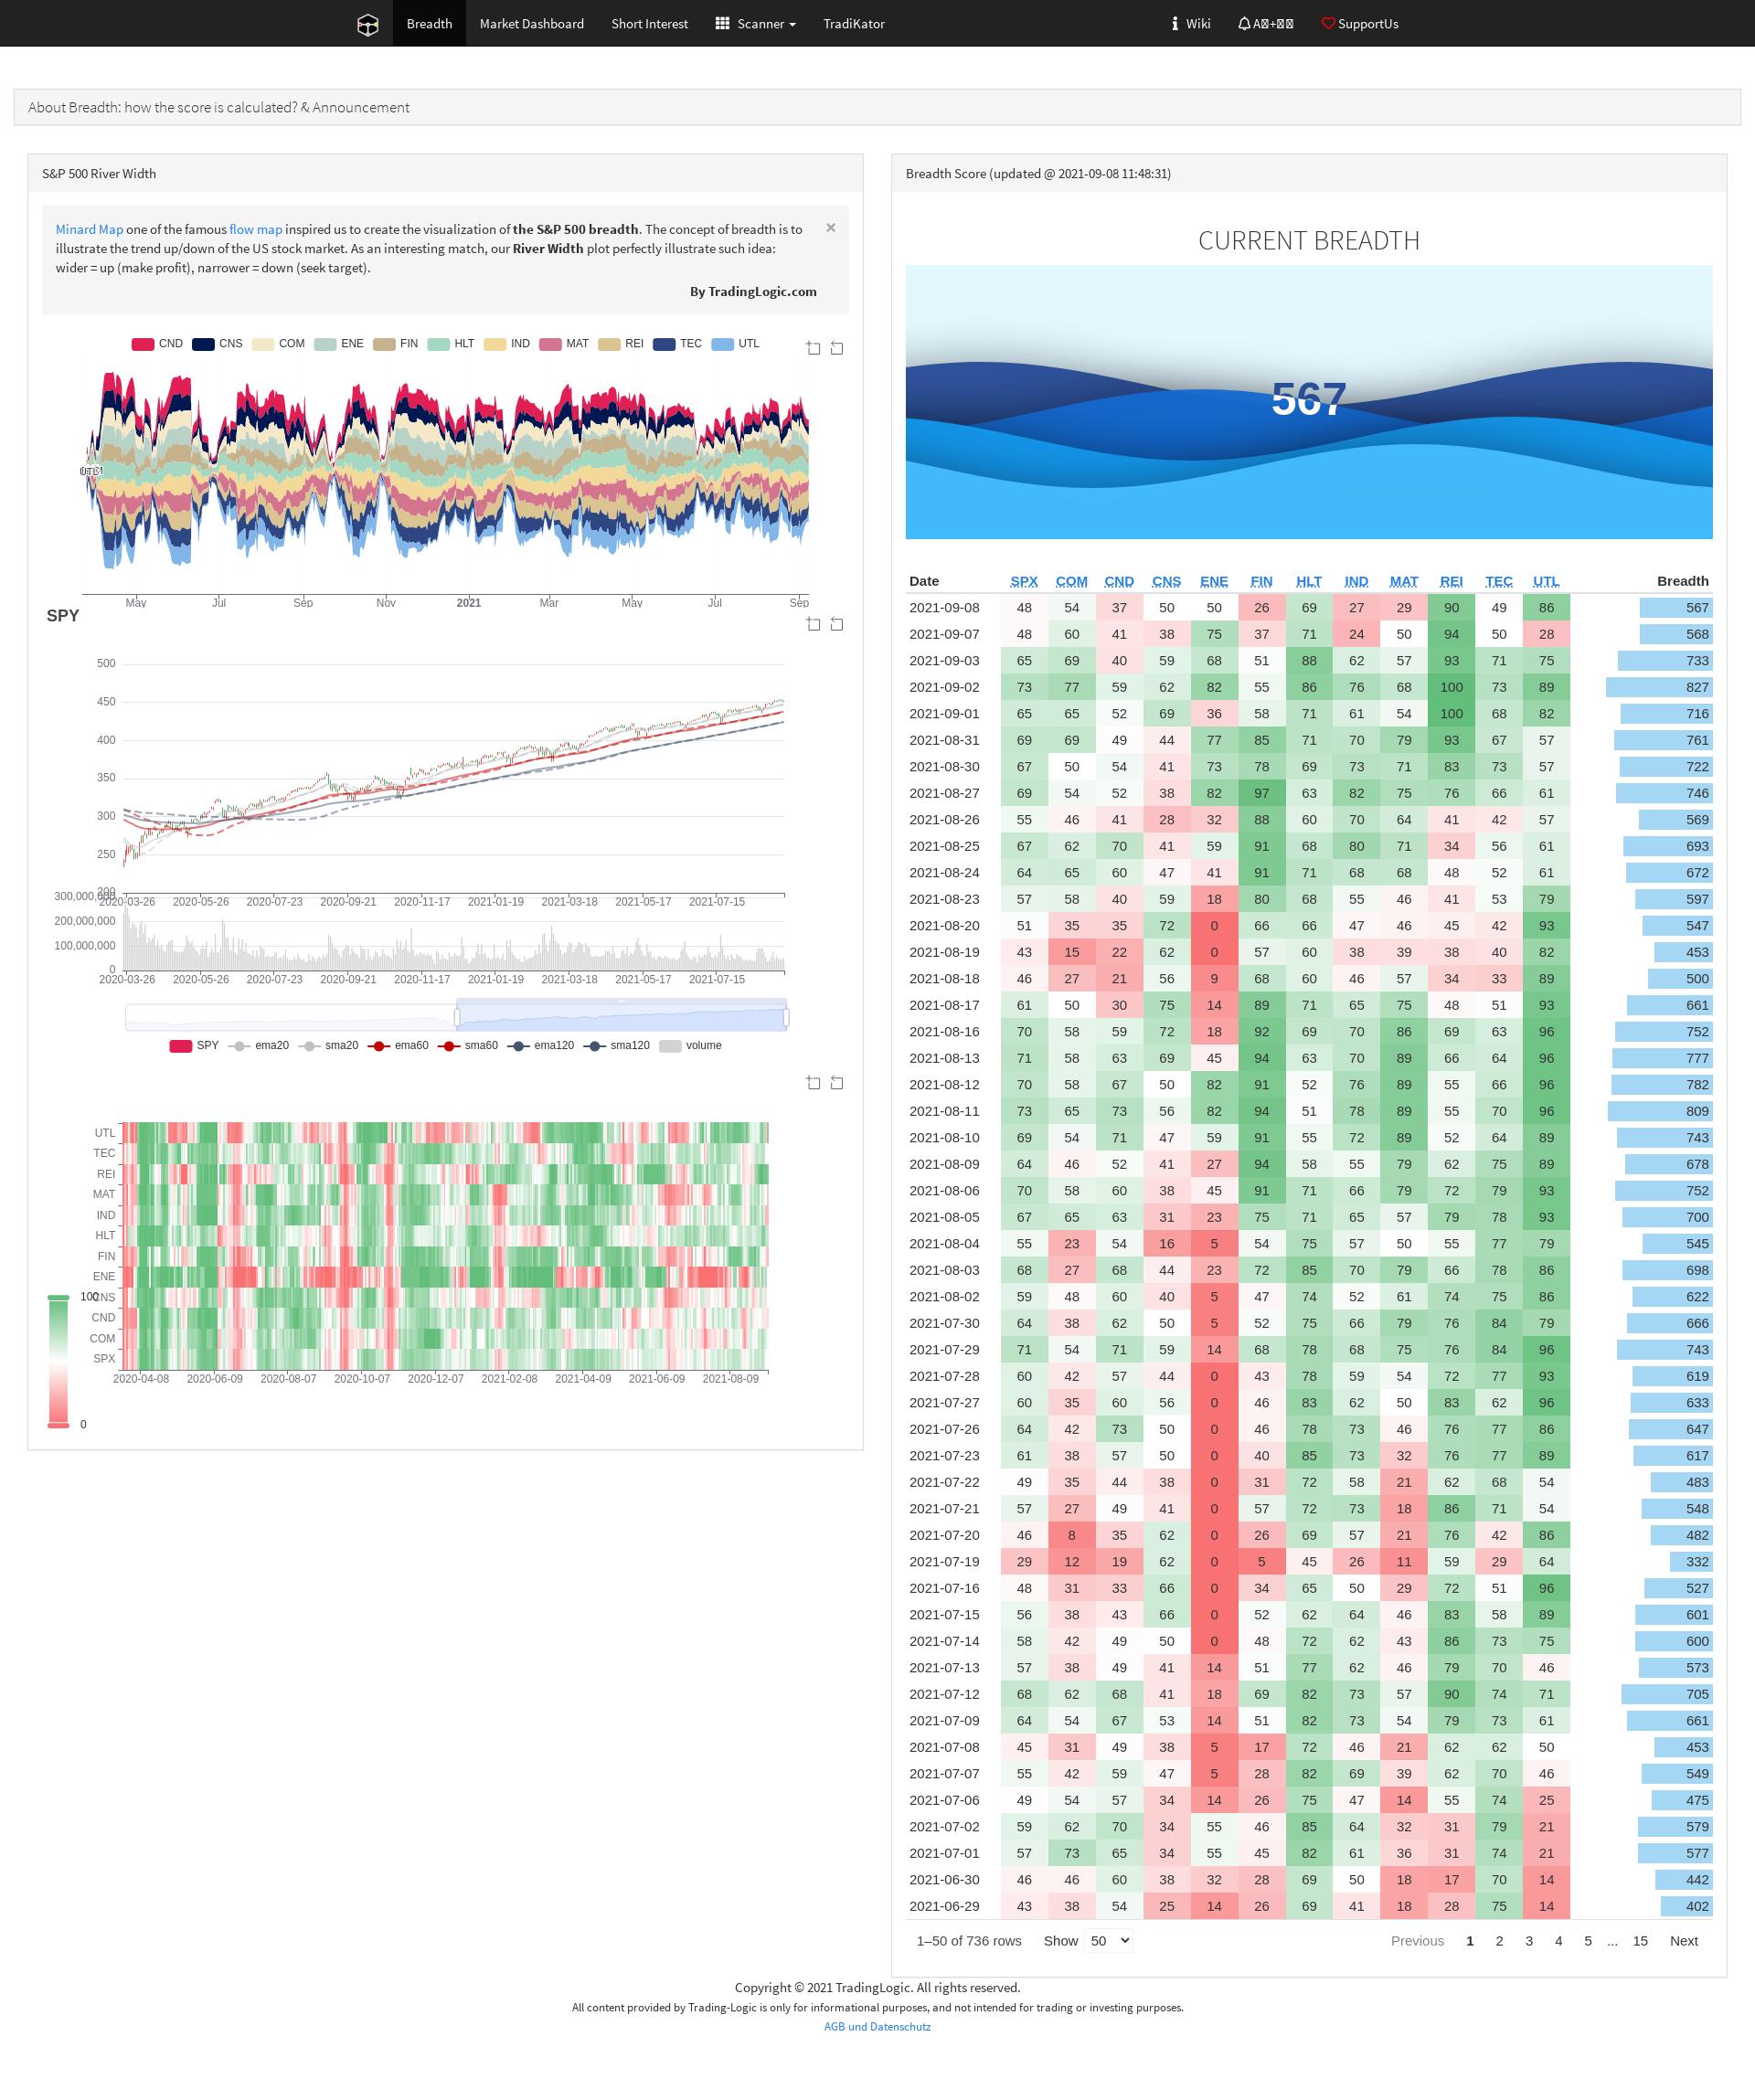 Breadth Market Dashboard Short Interest Scanner TradiKator Wiki SupportUs
About Breadth: how the score is calculated? & Announcement
S&P 500 River Width
Minard Map one of the famous flow map inspired us to create the visualization of the S&P 500 breadth. The concept of breadth is to
illustrate the trend up/down of the US stock market. As an interesting match, our River Width plot perfectly illustrate such idea:
wider = up (make profit), narrower = down (seek target).
×
By TradingLogic.com
CND CNS COM ENE FIN HLT IND MAT REI TEC UTL
May Jul Sep Nov 2021 Mar May Jul Sep
SPY
500
450
400
350
300
250
200
2020-03-26 2020-05-26 2020-07-23 2020-09-21 2020-11-17 2021-01-19 2021-03-18 2021-05-17 2021-07-15
300,000,000
200,000,000
100,000,000
0
2020-03-26 2020-05-26 2020-07-23 2020-09-21 2020-11-17 2021-01-19 2021-03-18 2021-05-17 2021-07-15
SPY ema20 sma20 ema60 sma60 ema120 sma120 volume
UTL
TEC
REI
MAT
IND
HLT
FIN
ENE
CNS
CND
COM
SPX
2020-04-08 2020-06-09 2020-08-07 2020-10-07 2020-12-07 2021-02-08 2021-04-09 2021-06-09 2021-08-09
100
0
Breadth Score (updated @ 2021-09-08 11:48:31)
CURRENT BREADTH
567
Date SPX COM CND CNS ENE FIN HLT IND MAT REI TEC UTL Breadth
2021-09-08 48 54 37 50 50 26 69 27 29 90 49 86 567
2021-09-07 48 60 41 38 75 37 71 24 50 94 50 28 568
2021-09-03 65 69 40 59 68 51 88 62 57 93 71 75 733
2021-09-02 73 77 59 62 82 55 86 76 68 100 73 89 827
2021-09-01 65 65 52 69 36 58 71 61 54 100 68 82 716
2021-08-31 69 69 49 44 77 85 71 70 79 93 67 57 761
2021-08-30 67 50 54 41 73 78 69 73 71 83 73 57 722
2021-08-27 69 54 52 38 82 97 63 82 75 76 66 61 746
2021-08-26 55 46 41 28 32 88 60 70 64 41 42 57 569
2021-08-25 67 62 70 41 59 91 68 80 71 34 56 61 693
2021-08-24 64 65 60 47 41 91 71 68 68 48 52 61 672
2021-08-23 57 58 40 59 18 80 68 55 46 41 53 79 597
2021-08-20 51 35 35 72 0 66 66 47 46 45 42 93 547
2021-08-19 43 15 22 62 0 57 60 38 39 38 40 82 453
2021-08-18 46 27 21 56 9 68 60 46 57 34 33 89 500
2021-08-17 61 50 30 75 14 89 71 65 75 48 51 93 661
2021-08-16 70 58 59 72 18 92 69 70 86 69 63 96 752
2021-08-13 71 58 63 69 45 94 63 70 89 66 64 96 777
2021-08-12 70 58 67 50 82 91 52 76 89 55 66 96 782
2021-08-11 73 65 73 56 82 94 51 78 89 55 70 96 809
2021-08-10 69 54 71 47 59 91 55 72 89 52 64 89 743
2021-08-09 64 46 52 41 27 94 58 55 79 62 75 89 678
2021-08-06 70 58 60 38 45 91 71 66 79 72 79 93 752
2021-08-05 67 65 63 31 23 75 71 65 57 79 78 93 700
2021-08-04 55 23 54 16 5 54 75 57 50 55 77 79 545
2021-08-03 68 27 68 44 23 72 85 70 79 66 78 86 698
2021-08-02 59 48 60 40 5 47 74 52 61 74 75 86 622
2021-07-30 64 38 62 50 5 52 75 66 79 76 84 79 666
2021-07-29 71 54 71 59 14 68 78 68 75 76 84 96 743
2021-07-28 60 42 57 44 0 43 78 59 54 72 77 93 619
2021-07-27 60 35 60 56 0 46 83 62 50 83 62 96 633
2021-07-26 64 42 73 50 0 46 78 73 46 76 77 86 647
2021-07-23 61 38 57 50 0 40 85 73 32 76 77 89 617
2021-07-22 49 35 44 38 0 31 72 58 21 62 68 54 483
2021-07-21 57 27 49 41 0 57 72 73 18 86 71 54 548
2021-07-20 46 8 35 62 0 26 69 57 21 76 42 86 482
2021-07-19 29 12 19 62 0 5 45 26 11 59 29 64 332
2021-07-16 48 31 33 66 0 34 65 50 29 72 51 96 527
2021-07-15 56 38 43 66 0 52 62 64 46 83 58 89 601
2021-07-14 58 42 49 50 0 48 72 62 43 86 73 75 600
2021-07-13 57 38 49 41 14 51 77 62 46 79 70 46 573
2021-07-12 68 62 68 41 18 69 82 73 57 90 74 71 705
2021-07-09 64 54 67 53 14 51 82 73 54 79 73 61 661
2021-07-08 45 31 49 38 5 17 72 46 21 62 62 50 453
2021-07-07 55 42 59 47 5 28 82 69 39 62 70 46 549
2021-07-06 49 54 57 34 14 26 75 47 14 55 74 25 475
2021-07-02 59 62 70 34 55 46 85 64 32 31 79 21 579
2021-07-01 57 73 65 34 55 45 82 61 36 31 74 21 577
2021-06-30 46 46 60 38 32 28 69 50 18 17 70 14 442
2021-06-29 43 38 54 25 14 26 69 41 18 28 75 14 402
1–50 of 736 rows Show 50 Previous 1 2 3 4 5 ... 15 Next
Copyright © 2021 TradingLogic. All rights reserved.
All content provided by Trading-Logic is only for informational purposes, and not intended for trading or investing purposes.
AGB und Datenschutz